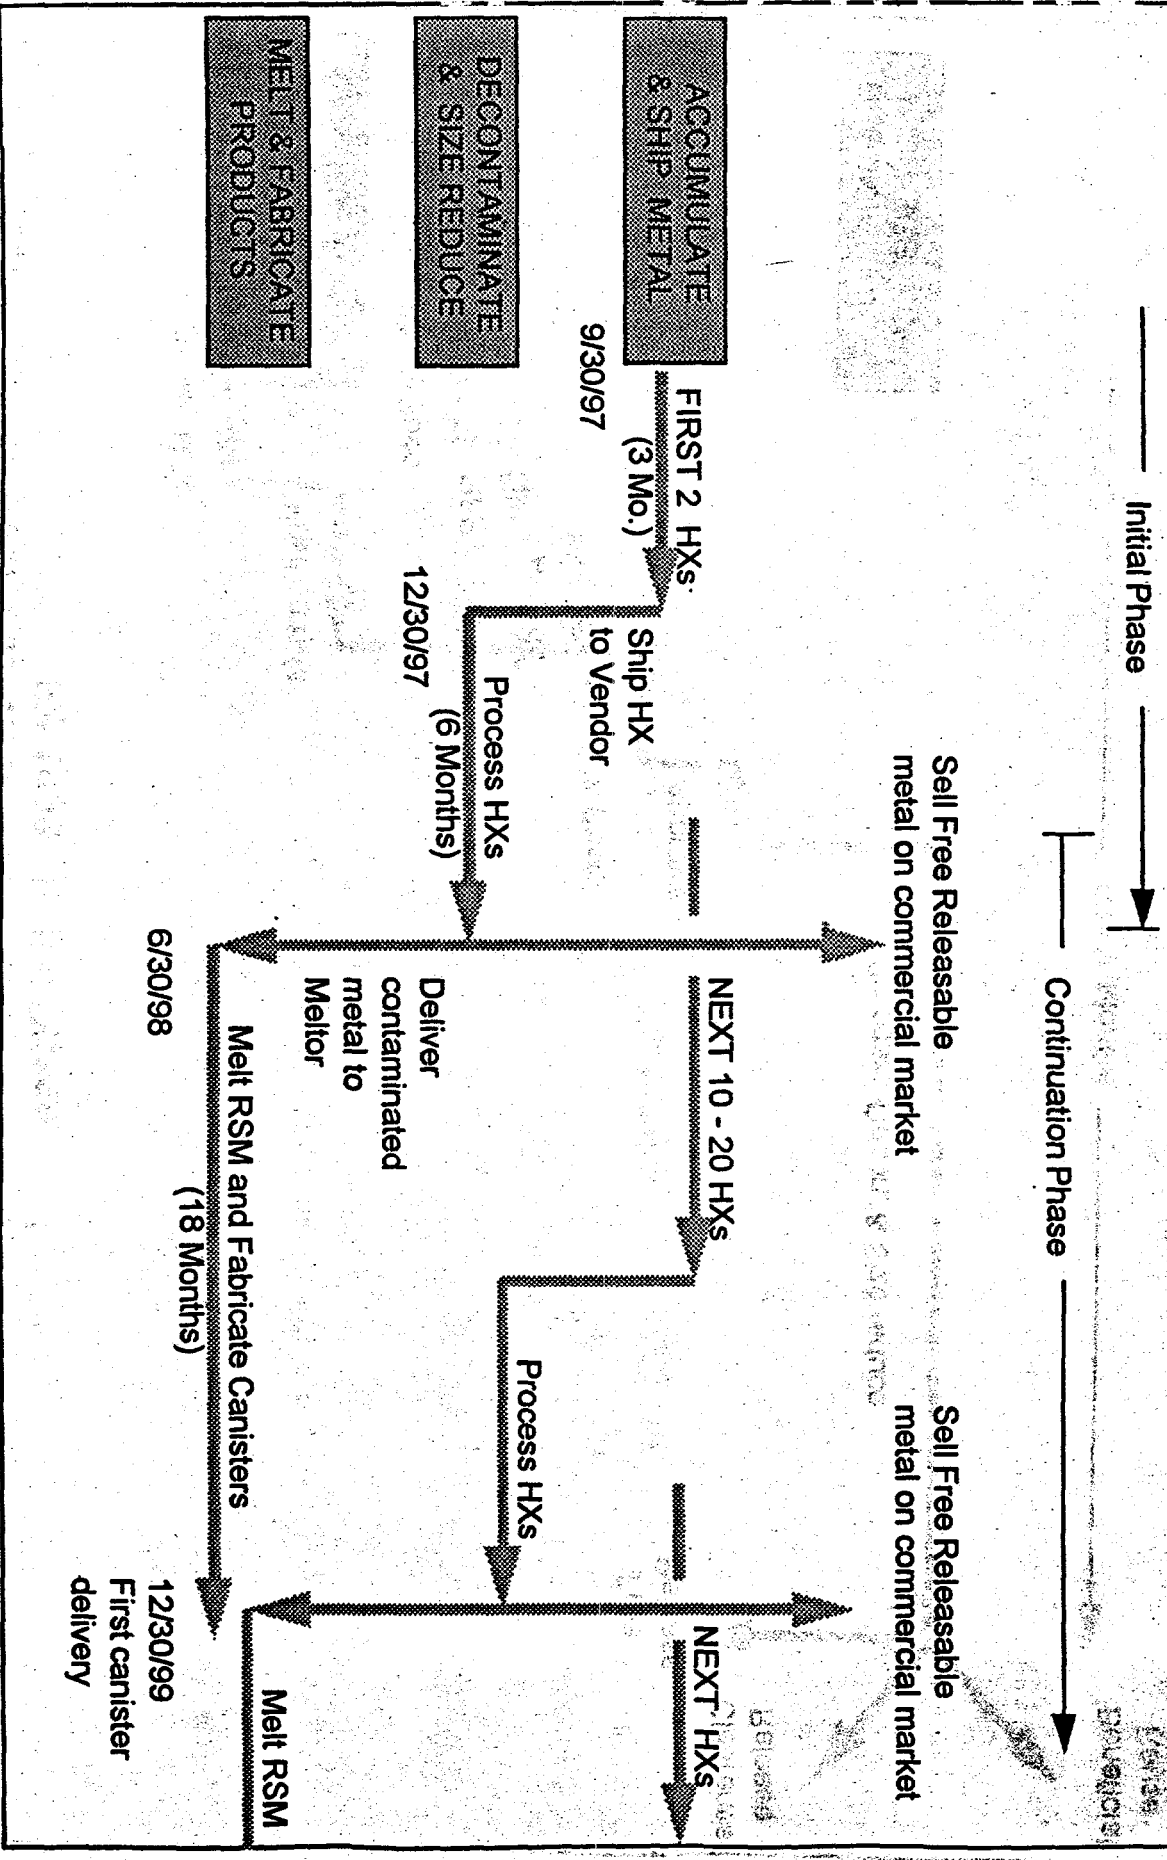 Initial Phase
Continuation Phase
Sell Free Releasable
metal on commercial market
Sell Free Releasable
metal on commercial market
ACCUMULATE
& SHIP METAL
FIRST 2 HXs
(3 Mo.)
9/30/97
Ship HX
to Vendor
NEXT 10 - 20 HXs
NEXT HXs
DECONTAMINATE
& SIZE REDUCE
12/30/97
Process HXs
(6 Months)
Process HXs
Deliver
contaminated
metal to
Meltor
MELT & FABRICATE
PRODUCTS
6/30/98
Melt RSM and Fabricate Canisters
(18 Months)
12/30/99
First canister
delivery
Melt RSM